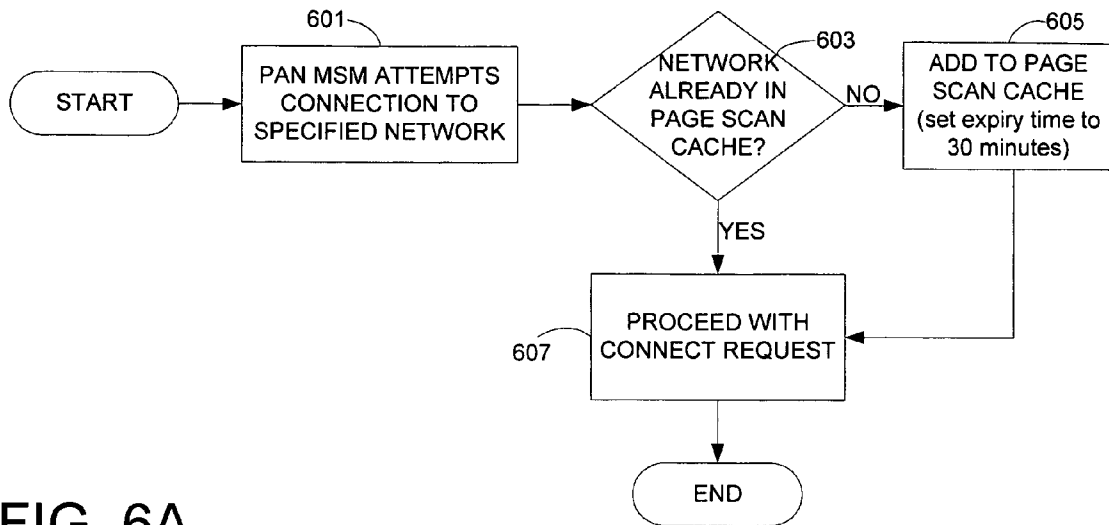 601
603
605
START
PAN MSM ATTEMPTS
CONNECTION TO
SPECIFIED NETWORK
NETWORK
ALREADY IN
PAGE SCAN
CACHE?
NO
ADD TO PAGE
SCAN CACHE
(set expiry time to
30 minutes)
YES
607
PROCEED WITH
CONNECT REQUEST
END
FIG. 6A